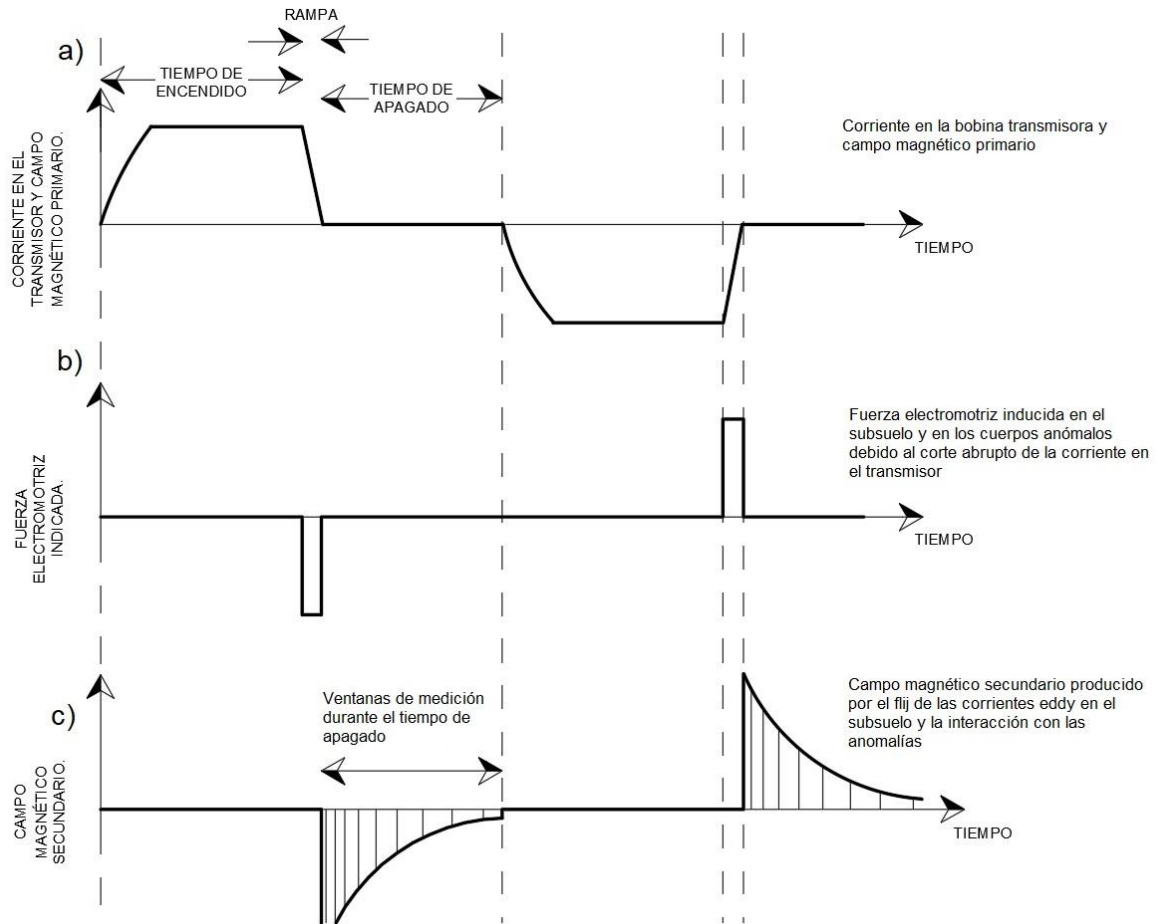 RAMPA
a)
TIEMPO DE
ENCENDIDO
TIEMPO DE
APAGADO
CORRIENTE EN EL
TRANSMISOR Y CAMPO
MAGNÉTICO PRIMARIO.
Corriente en la bobina transmisora y
campo magnético primario
TIEMPO
b)
FUERZA
ELECTROMOTRIZ
INDICADA.
Fuerza electromotriz inducida en el
subsuelo y en los cuerpos anómalos
debido al corte abrupto de la corriente en
el transmisor
TIEMPO
c)
CAMPO
MAGNÉTICO
SECUNDARIO.
Ventanas de medición
durante el tiempo de
apagado
Campo magnético secundario producido
por el flij de las corrientes eddy en el
subsuelo y la interacción con las
anomalías
TIEMPO